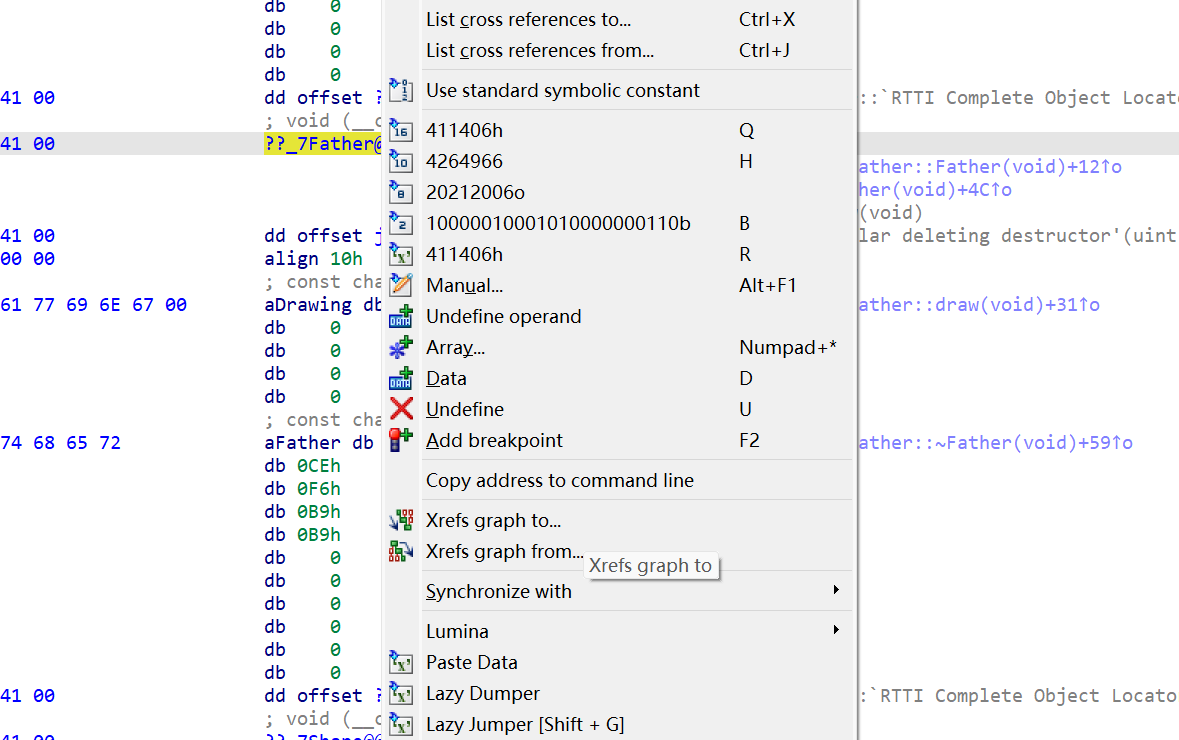 db 0
List cross references to... Ctrl+X
db 0
db 0
List cross references from... Ctrl+J
db 0
41 00 dd offset ? Use standard symbolic constant ::`RTTI Complete Object Locat
; void (__c
411406h Q
41 00 ??_7Father@
4264966 H
ather::Father(void)+12↑o
20212006o
her(void)+4C↑o
(void)
10000010001010000000110b B
41 00 dd offset j lar deleting destructor'(uint
00 00 align 10h 411406h R
; const cha
Manual... Alt+F1
61 77 69 6E 67 00 aDrawing db ather::draw(void)+31↑o
Undefine operand
db 0
db 0
Array... Numpad+*
db 0
Data D
db 0
Undefine U
; const cha
74 68 65 72 aFather db Add breakpoint F2 ather::~Father(void)+59↑o
db 0CEh
Copy address to command line
db 0F6h
db 0B9h
Xrefs graph to...
db 0B9h
Xrefs graph from...
db 0
Xrefs graph to
db 0
Synchronize with
db 0
db 0
Lumina
db 0
Paste Data
db 0
41 00 dd offset ? Lazy Dumper :`RTTI Complete Object Locato
; void (__c
Lazy Jumper [Shift + G]
41 00 ??_7Shape@